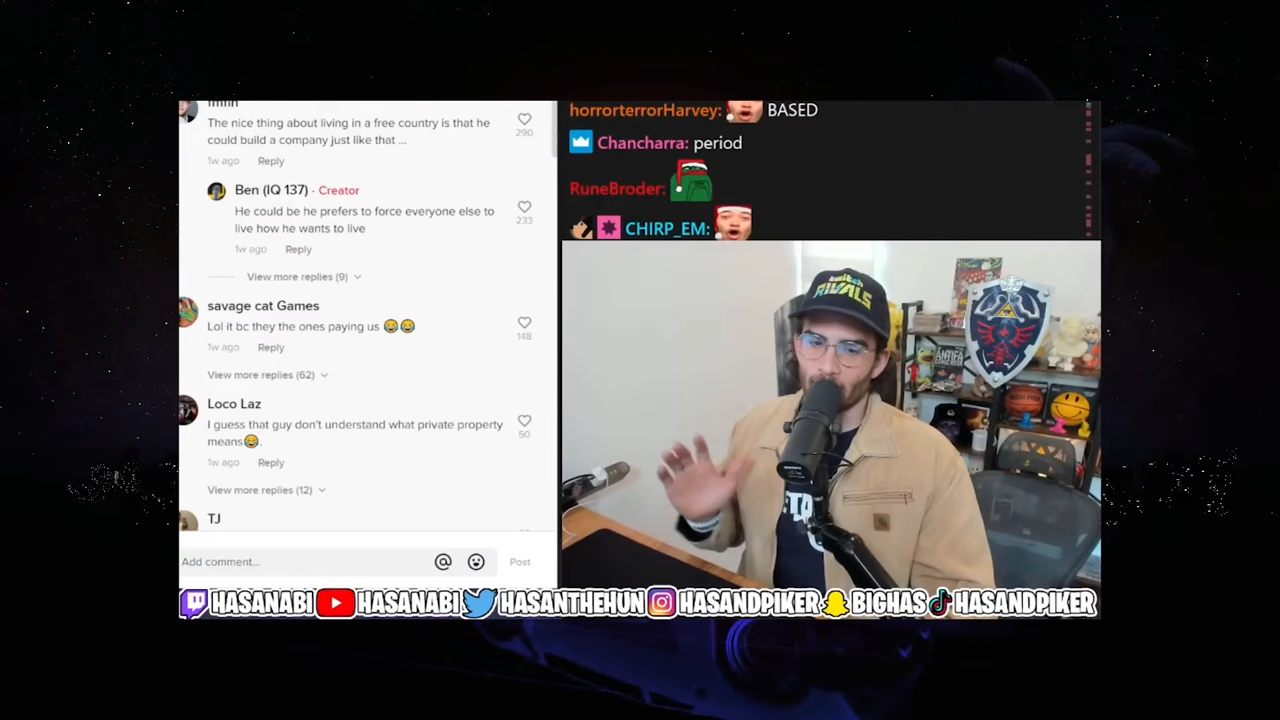 rmfin
The nice thing about living in a free country is that he
could build a company just like that ...
290
1w ago Reply
Ben (IQ 137) · Creator
He could be he prefers to force everyone else to
live how he wants to live
233
1w ago Reply
View more replies (9)
savage cat Games
Lol it bc they the ones paying us 😂😂
148
1w ago Reply
View more replies (62)
Loco Laz
I guess that guy don't understand what private property
means😂.
50
1w ago Reply
View more replies (12)
TJ
Add comment... Post
horrorterrorHarvey: BASED
Chancharra: period
RuneBroder:
CHIRP_EM:
twitch
RIVALS
ANTIFA
HASANABI HASANABI HASANTHEHUN HASANDPIKER BIGHAS HASANDPIKER